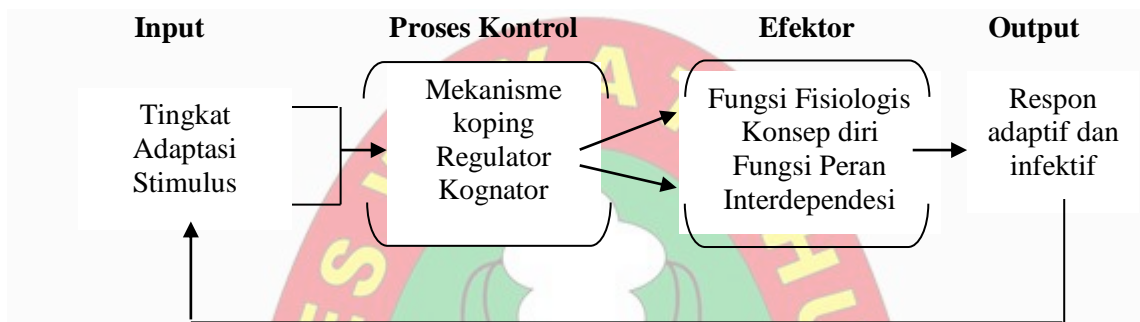 Input Proses Kontrol Efektor Output
Tingkat
Adaptasi
Stimulus
Mekanisme
koping
Regulator
Kognator
Fungsi Fisiologis
Konsep diri
Fungsi Peran
Interdependesi
Respon
adaptif dan
infektif